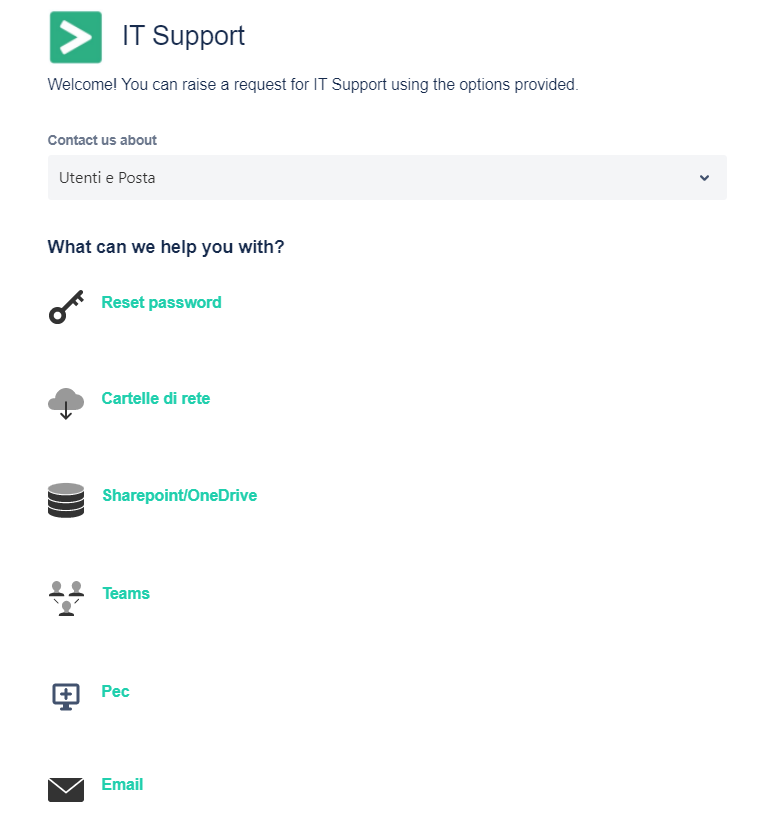 IT Support
Welcome! You can raise a request for IT Support using the options provided.
Contact us about
Utenti e Posta
What can we help you with?
Reset password
Cartelle di rete
Sharepoint/OneDrive
Teams
Pec
Email